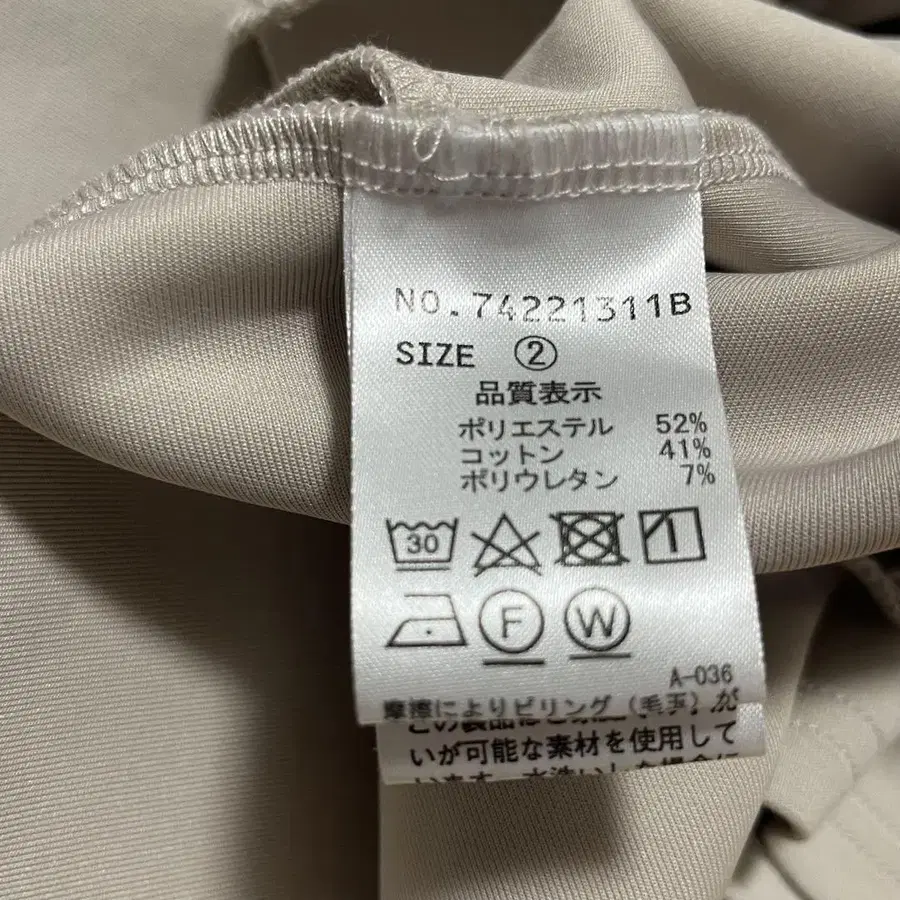 NO.74221311B
SIZE ②
品質表示
ポリエステル 52%
コットン 41%
ポリウレタン 7%
30
F W
A-036
摩擦によりピリング(毛玉)が
いが可能な素材を使用して